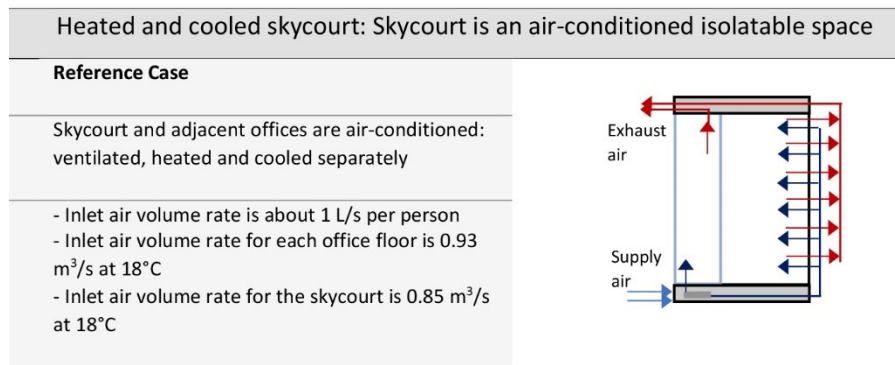 Heated and cooled skycourt: Skycourt is an air-conditioned isolatable space
Reference Case
Skycourt and adjacent offices are air-conditioned:
ventilated, heated and cooled separately
- Inlet air volume rate is about 1 L/s per person
- Inlet air volume rate for each office floor is 0.93
m³/s at 18°C
- Inlet air volume rate for the skycourt is 0.85 m³/s
at 18°C
Exhaust
air
Supply
air